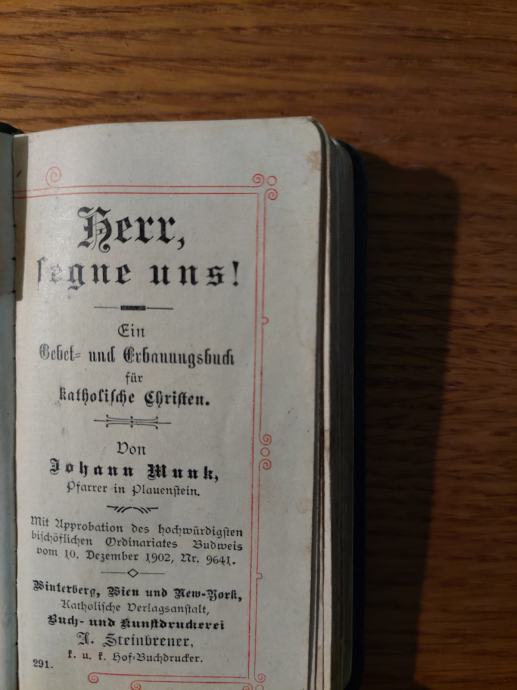 Herr,
segne uns!
Ein
Gebet- und Erbauungsbuch
für
katholische Christen.
Von
Johann Munk,
Pfarrer in Plauenstein.
Mit Approbation des hochwürdigsten
bischöflichen Ordinariates Budweis
vom 10. Dezember 1902, Nr. 9641.
Winterberg, Wien und New-York,
Katholische Verlagsanstalt,
Buch- und Kunstdruckerei
J. Steinbrener,
k. u. k. Hof-Buchdrucker.
291.